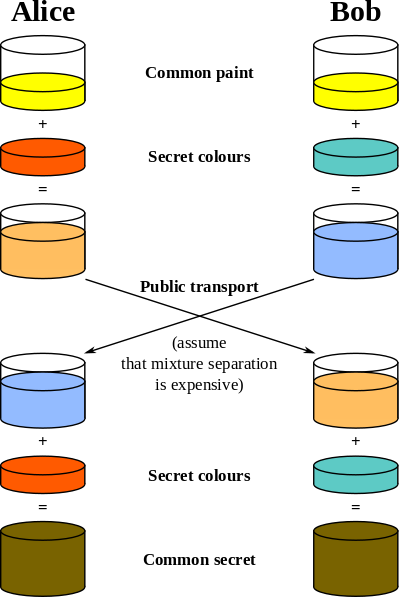 Alice Bob
Common paint
+ +
Secret colours
= =
Public transport
(assume
that mixture separation
is expensive)
+ +
Secret colours
= =
Common secret